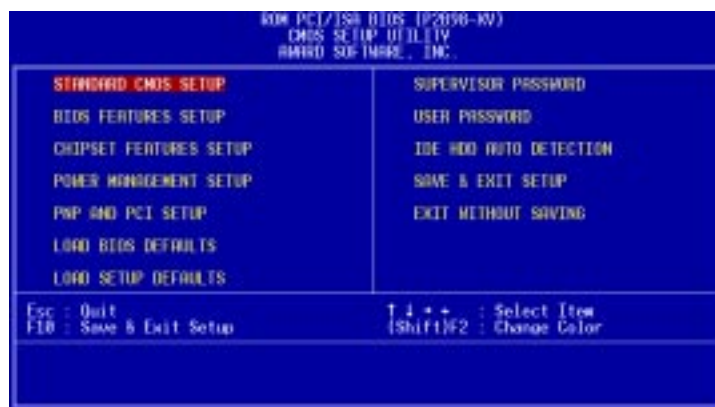 ROM PCI/ISA BIOS (P2B98-XV)
CMOS SETUP UTILITY
AWARD SOFTWARE, INC.
STANDARD CMOS SETUP
BIOS FEATURES SETUP
CHIPSET FEATURES SETUP
POWER MANAGEMENT SETUP
PNP AND PCI SETUP
LOAD BIOS DEFAULTS
LOAD SETUP DEFAULTS
SUPERVISOR PASSWORD
USER PASSWORD
IDE HDD AUTO DETECTION
SAVE & EXIT SETUP
EXIT WITHOUT SAVING
Esc : Quit
F10 : Save & Exit Setup
↑ ↓ → ← : Select Item
(Shift)F2 : Change Color